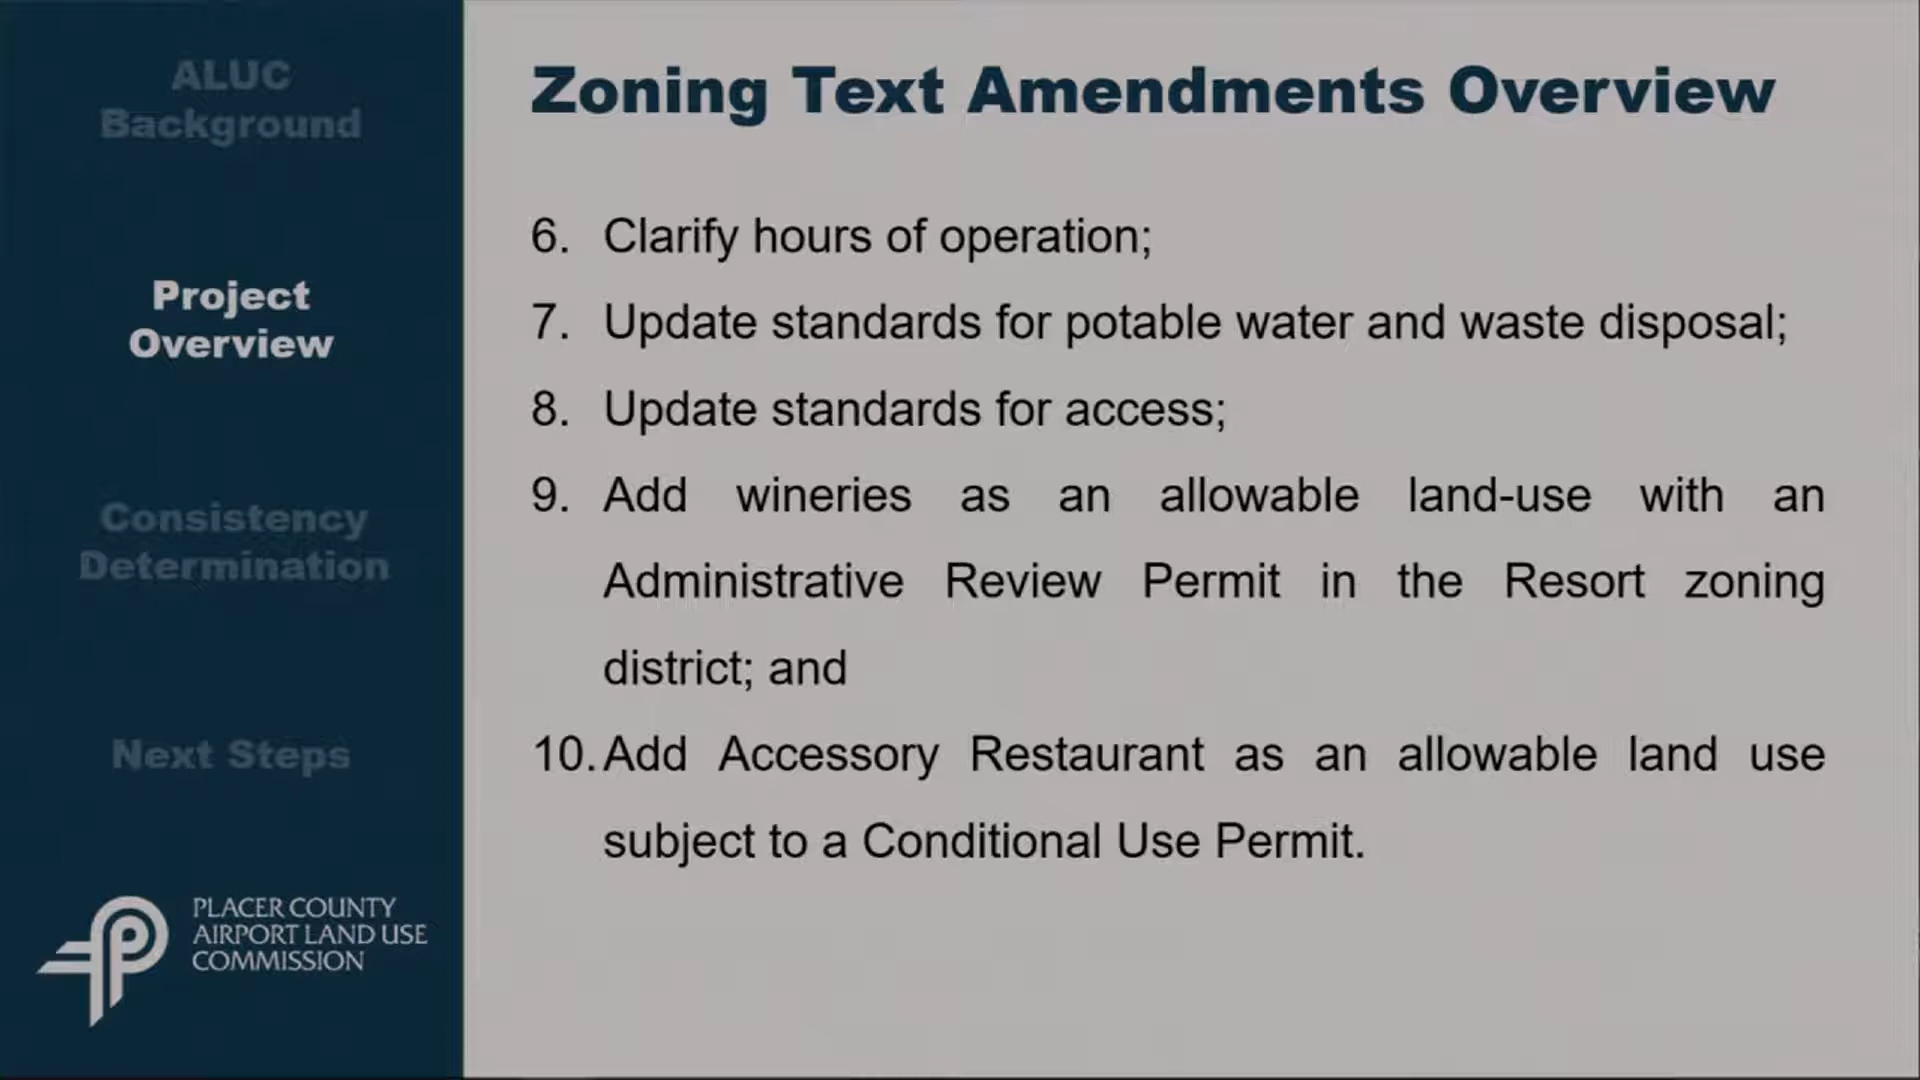 ALUC
Background
Project
Overview
Consistency
Determination
Next Steps
PLACER COUNTY
AIRPORT LAND USE
COMMISSION
Zoning Text Amendments Overview
6. Clarify hours of operation;
7. Update standards for potable water and waste disposal;
8. Update standards for access;
9. Add wineries as an allowable land-use with an
Administrative Review Permit in the Resort zoning
district; and
10. Add Accessory Restaurant as an allowable land use
subject to a Conditional Use Permit.